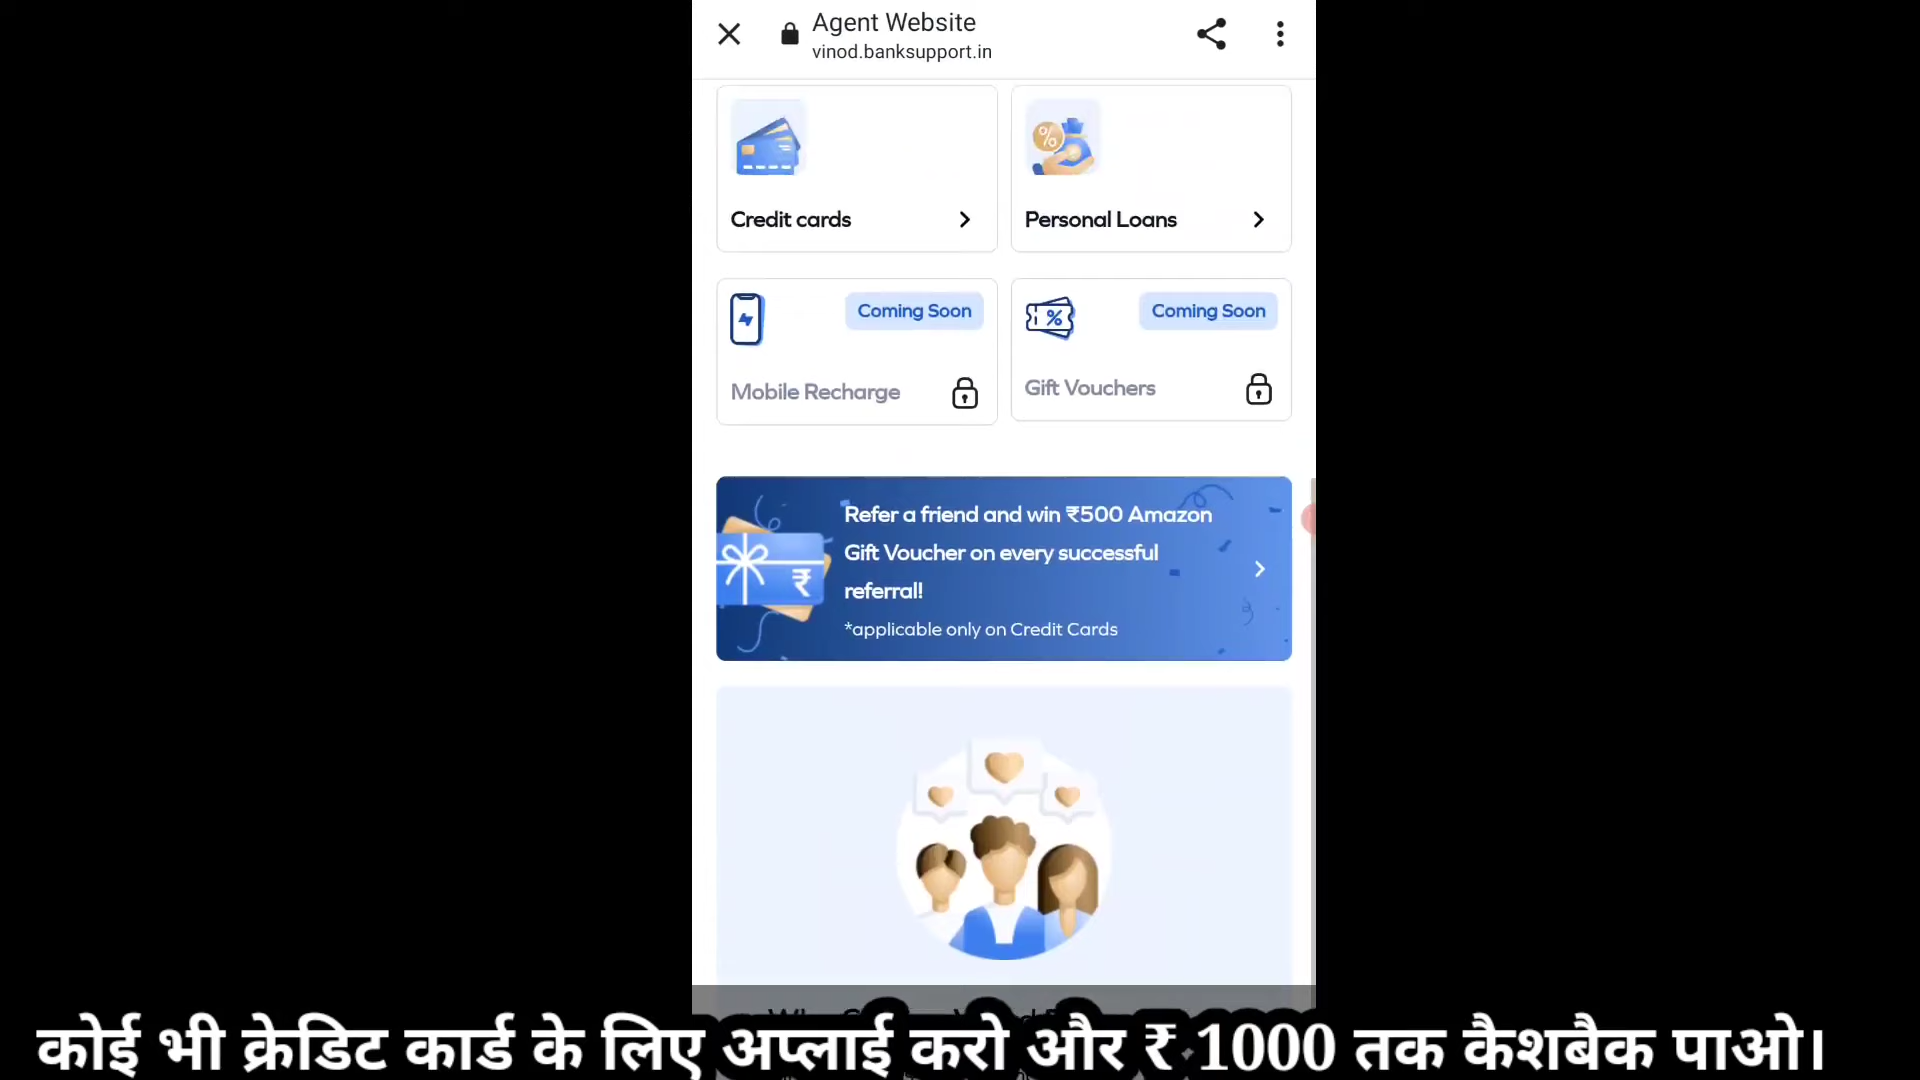 Agent Website
vinod.banksupport.in
Credit cards
Personal Loans
Coming Soon
Mobile Recharge
Coming Soon
Gift Vouchers
Refer a friend and win ₹500 Amazon
Gift Voucher on every successful
referral!
*applicable only on Credit Cards
कोई भी क्रेडिट कार्ड के लिए अप्लाई करो और ₹ 1000 तक कैशबैक पाओ।